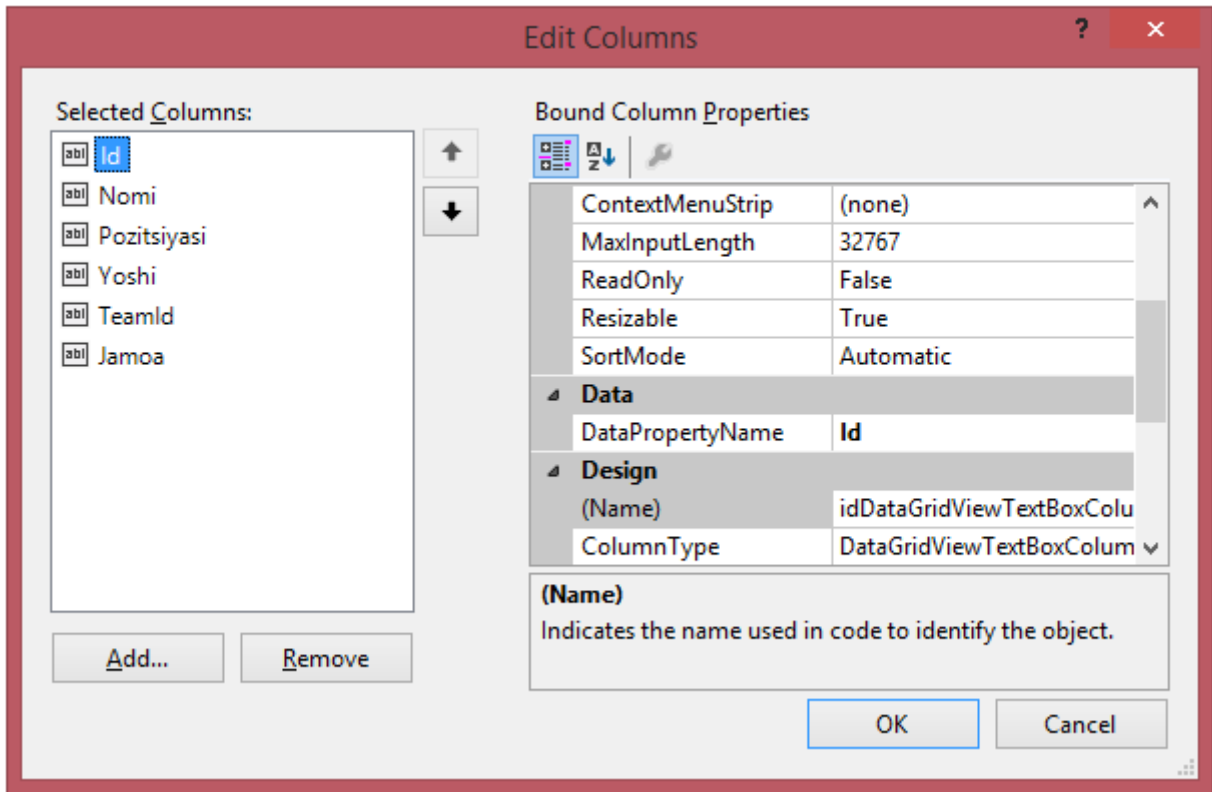 Edit Columns
?
Selected Columns:
Id
Nomi
Pozitsiyasi
Yoshi
TeamId
Jamoa
Add...
Remove
Bound Column Properties
ContextMenuStrip (none)
MaxInputLength 32767
ReadOnly False
Resizable True
SortMode Automatic
Data
DataPropertyName Id
Design
(Name) idDataGridViewTextBoxColu
ColumnType DataGridViewTextBoxColum
(Name)
Indicates the name used in code to identify the object.
OK
Cancel